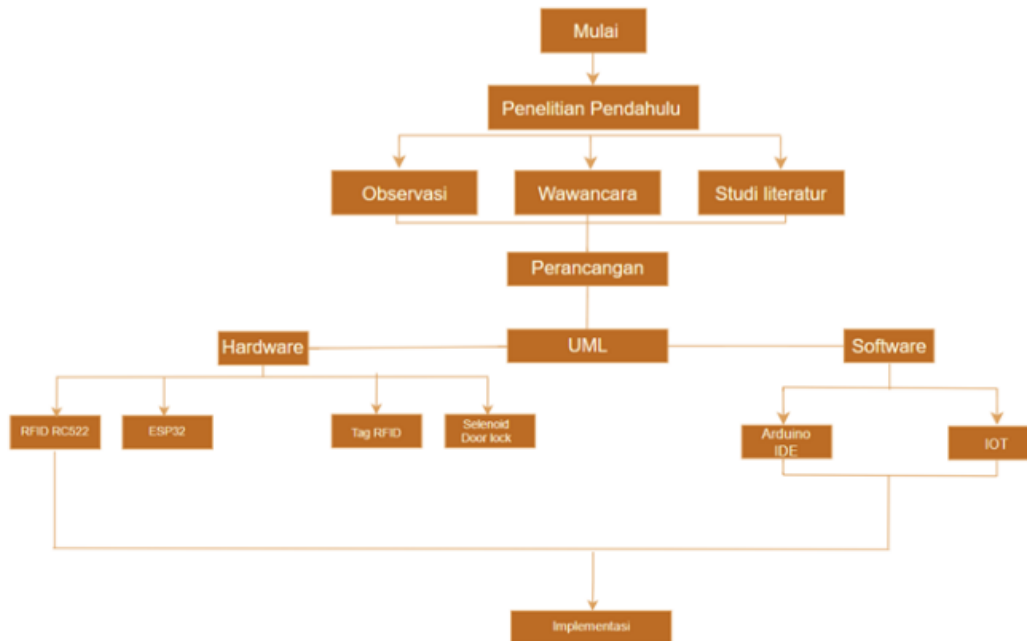 Mulai
Penelitian Pendahulu
Observasi
Wawancara
Studi literatur
Perancangan
Hardware
UML
Software
RFID RC522
ESP32
Tag RFID
Selenoid
Door lock
Arduino
IDE
IOT
Implementasi